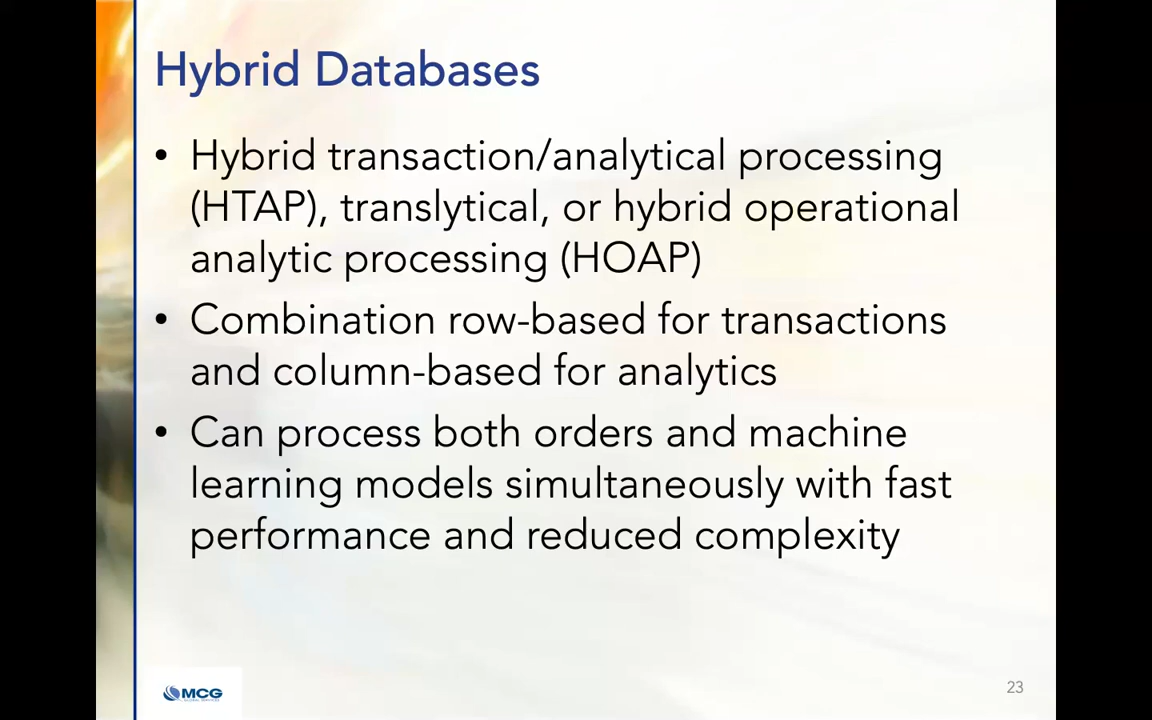 Hybrid Databases
• Hybrid transaction/analytical processing
(HTAP), translytical, or hybrid operational
analytic processing (HOAP)
• Combination row-based for transactions
and column-based for analytics
• Can process both orders and machine
learning models simultaneously with fast
performance and reduced complexity
MCG
23